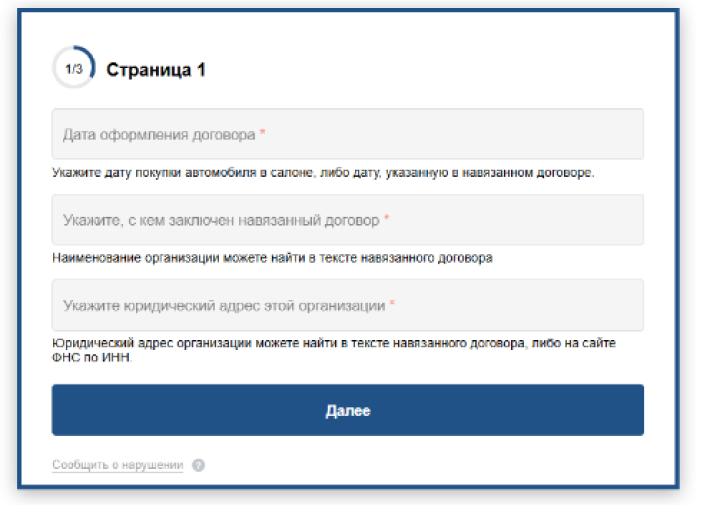 1/3 Страница 1
Дата оформления договора *
Укажите дату покупки автомобиля в салоне, либо дату, указанную в навязанном договоре.
Укажите, с кем заключен навязанный договор *
Наименование организации можете найти в тексте навязанного договора
Укажите юридический адрес этой организации *
Юридический адрес организации можете найти в тексте навязанного договора, либо на сайте
ФНС по ИНН.
Далее
Сообщить о нарушении ?